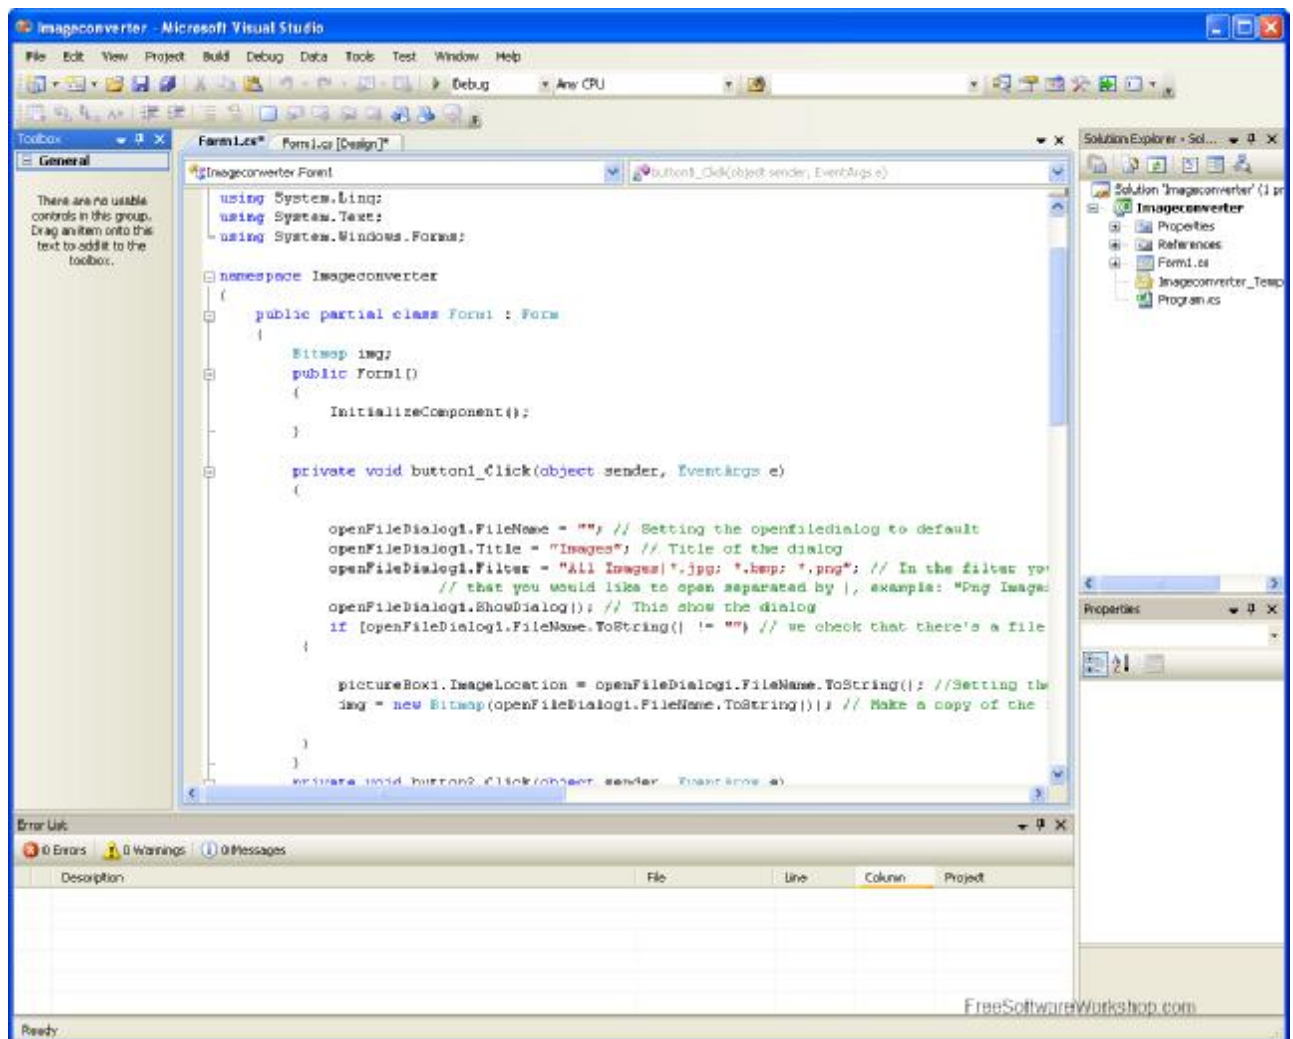 Imageconverter - Microsoft Visual Studio
File Edit View Project Build Debug Data Tools Test Window Help
Debug Any CPU
Toolbox
General
There are no usable
controls in this group.
Drag an item onto this
text to add it to the
toolbox.
Form1.cs* Form1.cs [Design]*
Imageconverter.Form1 button1_Click(object sender, EventArgs e)
using System.Linq;
using System.Text;
using System.Windows.Forms;
namespace Imageconverter
{
public partial class Form1 : Form
{
Bitmap img;
public Form1()
{
InitializeComponent();
}
private void button1_Click(object sender, EventArgs e)
{
openFileDialog1.FileName = ""; // Setting the openfiledialog to default
openFileDialog1.Title = "Images"; // Title of the dialog
openFileDialog1.Filter = "All Images|*.jpg; *.bmp; *.png"; // In the filter you
// that you would like to open separated by |, example: "Png Images
openFileDialog1.ShowDialog(); // This show the dialog
if (openFileDialog1.FileName.ToString() != "") // we check that there's a file
{
pictureBox1.ImageLocation = openFileDialog1.FileName.ToString(); //Setting the
img = new Bitmap(openFileDialog1.FileName.ToString()); // Make a copy of the
}
}
private void button2_Click(object sender, EventArgs e)
Solution Explorer - Sol...
Solution 'Imageconverter' (1 pr
Imageconverter
Properties
References
Form1.cs
Imageconverter_Temp
Program.cs
Properties
Error List
0 Errors 0 Warnings 0 Messages
Description File Line Column Project
FreeSoftwareWorkshop.com
Ready